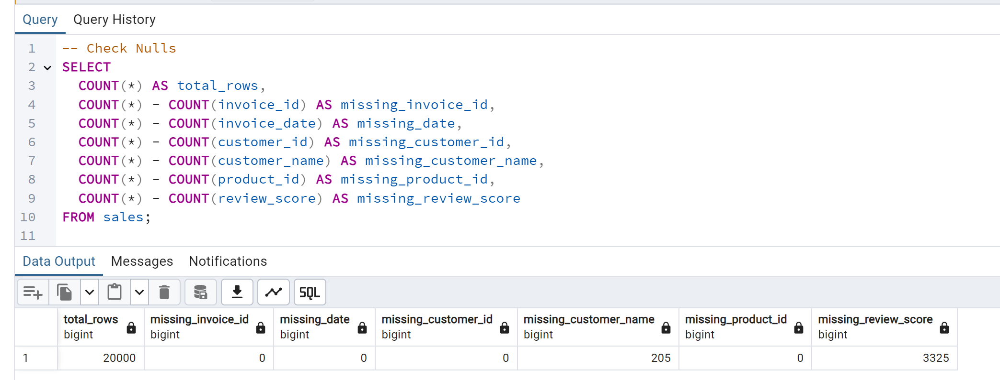 Query Query History
1 -- Check Nulls
2 SELECT
3 COUNT(*) AS total_rows,
4 COUNT(*) - COUNT(invoice_id) AS missing_invoice_id,
5 COUNT(*) - COUNT(invoice_date) AS missing_date,
6 COUNT(*) - COUNT(customer_id) AS missing_customer_id,
7 COUNT(*) - COUNT(customer_name) AS missing_customer_name,
8 COUNT(*) - COUNT(product_id) AS missing_product_id,
9 COUNT(*) - COUNT(review_score) AS missing_review_score
10 FROM sales;
11
Data Output Messages Notifications
SQL
total_rows missing_invoice_id missing_date missing_customer_id missing_customer_name missing_product_id missing_review_score
bigint bigint bigint bigint bigint bigint bigint
1 20000 0 0 0 205 0 3325